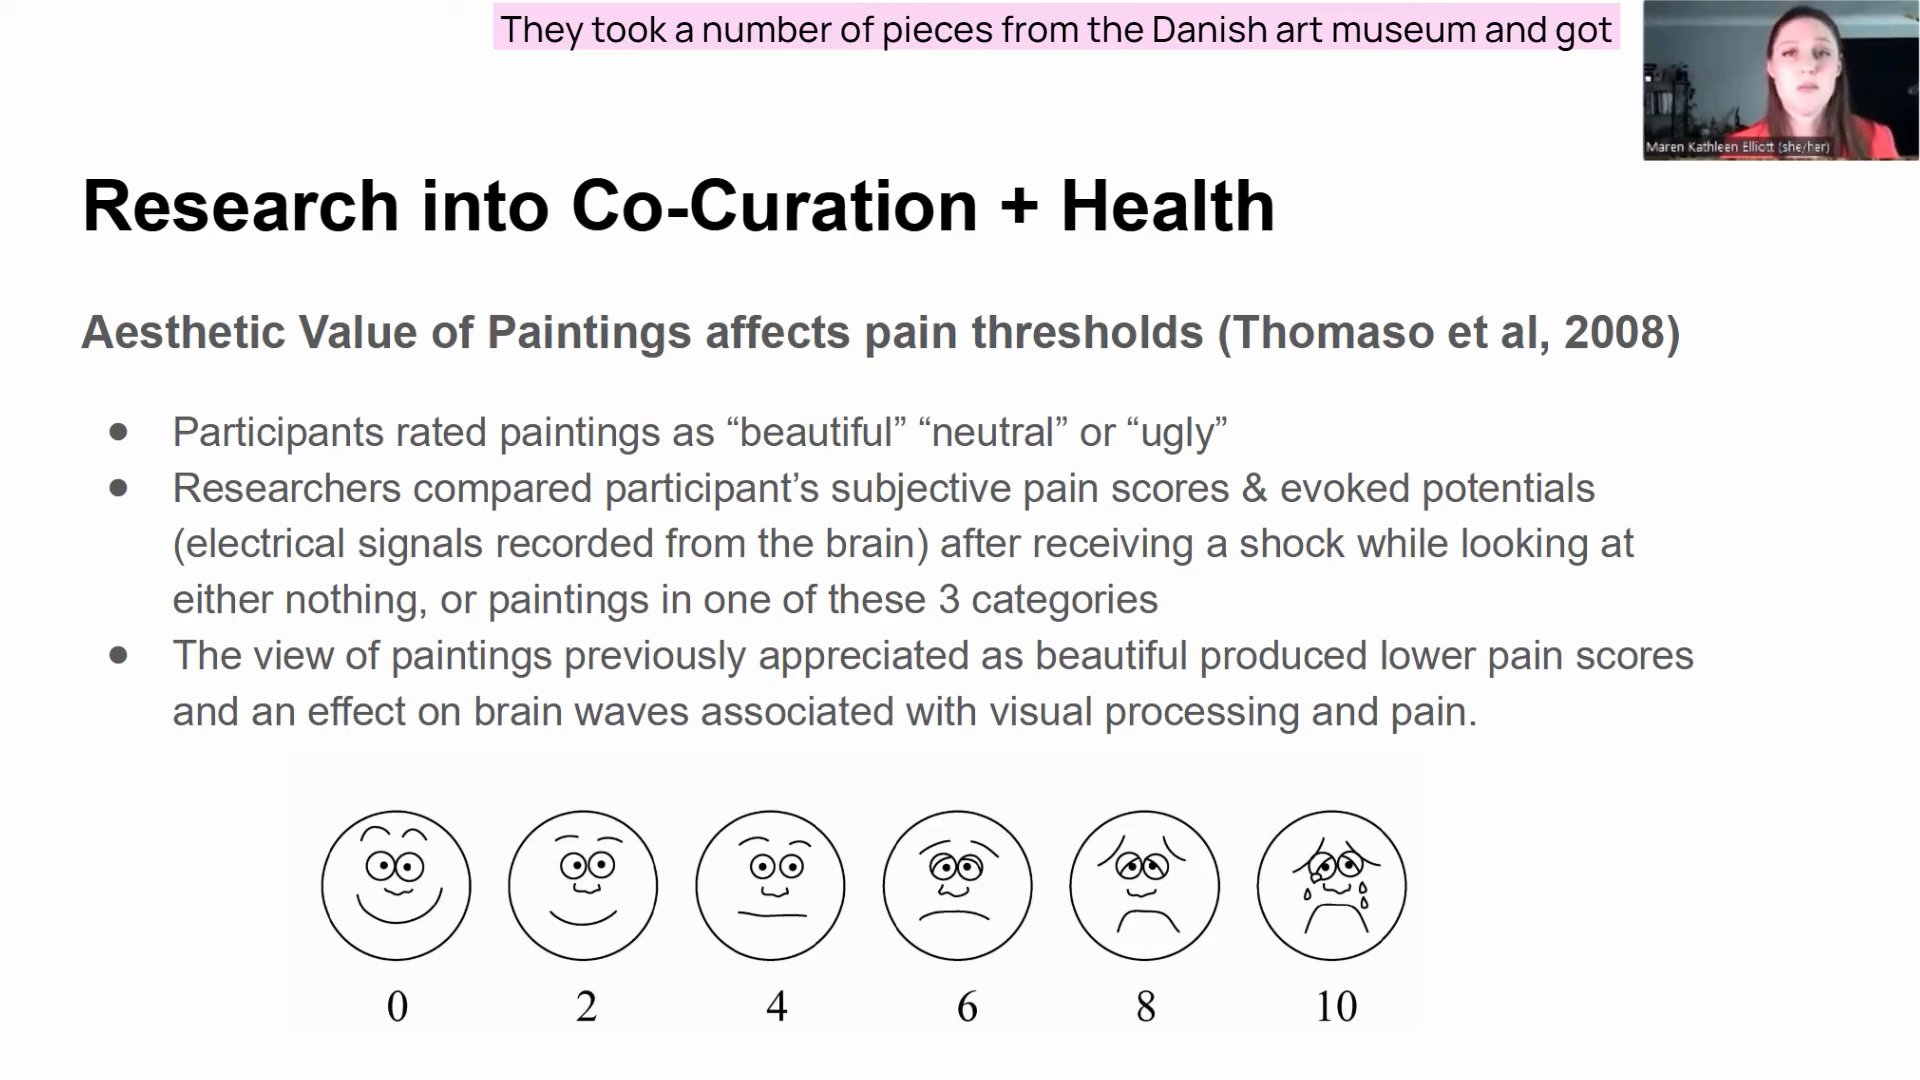 They took a number of pieces from the Danish art museum and got
Maren Kathleen Elliott (she/her)
Research into Co-Curation + Health
Aesthetic Value of Paintings affects pain thresholds (Thomaso et al, 2008)
● Participants rated paintings as “beautiful” “neutral” or “ugly”
● Researchers compared participant’s subjective pain scores & evoked potentials
(electrical signals recorded from the brain) after receiving a shock while looking at
either nothing, or paintings in one of these 3 categories
● The view of paintings previously appreciated as beautiful produced lower pain scores
and an effect on brain waves associated with visual processing and pain.
0 2 4 6 8 10